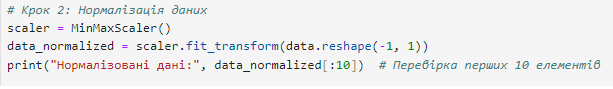 # Крок 2: Нормалізація даних
scaler = MinMaxScaler()
data_normalized = scaler.fit_transform(data.reshape(-1, 1))
print("Нормалізовані дані:", data_normalized[:10])  # Перевірка перших 10 елементів